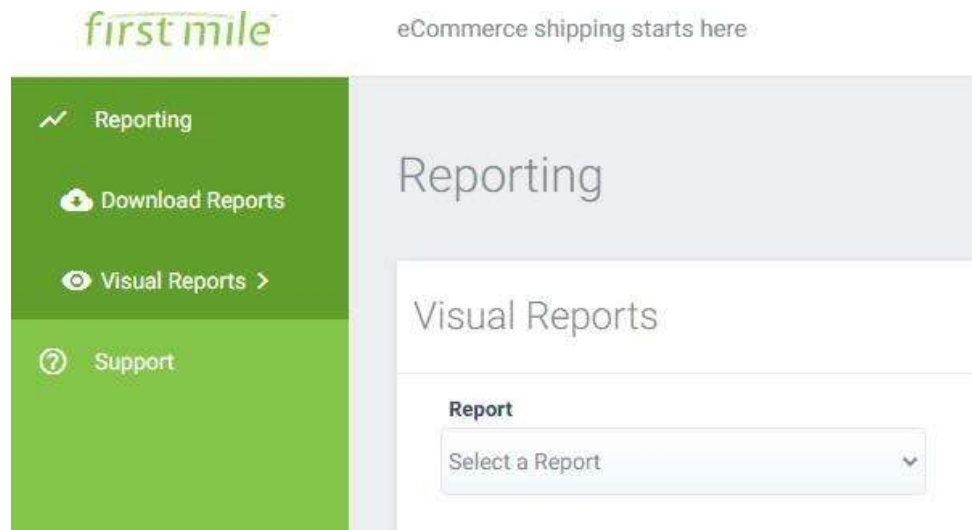 first mile
eCommerce shipping starts here
Reporting
Download Reports
Visual Reports >
Support
Reporting
Visual Reports
Report
Select a Report